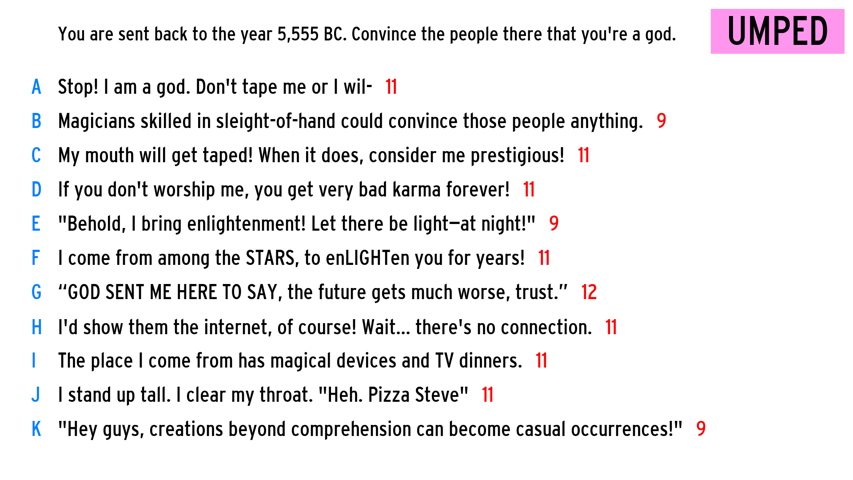 You are sent back to the year 5,555 BC. Convince the people there that you're a god.
UMPED
A Stop! I am a god. Don't tape me or I wil- 11
B Magicians skilled in sleight-of-hand could convince those people anything. 9
C My mouth will get taped! When it does, consider me prestigious! 11
D If you don't worship me, you get very bad karma forever! 11
E "Behold, I bring enlightenment! Let there be light—at night!" 9
F I come from among the STARS, to enLIGHTen you for years! 11
G “GOD SENT ME HERE TO SAY, the future gets much worse, trust.” 12
H I'd show them the internet, of course! Wait... there's no connection. 11
I The place I come from has magical devices and TV dinners. 11
J I stand up tall. I clear my throat. "Heh. Pizza Steve" 11
K "Hey guys, creations beyond comprehension can become casual occurrences!" 9